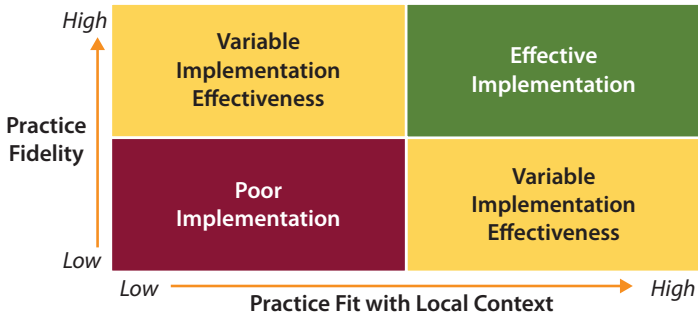 High
Variable
Implementation
Effectiveness
Effective
Implementation
Practice
Fidelity
Poor
Implementation
Variable
Implementation
Effectiveness
Low
Low
High
Practice Fit with Local Context